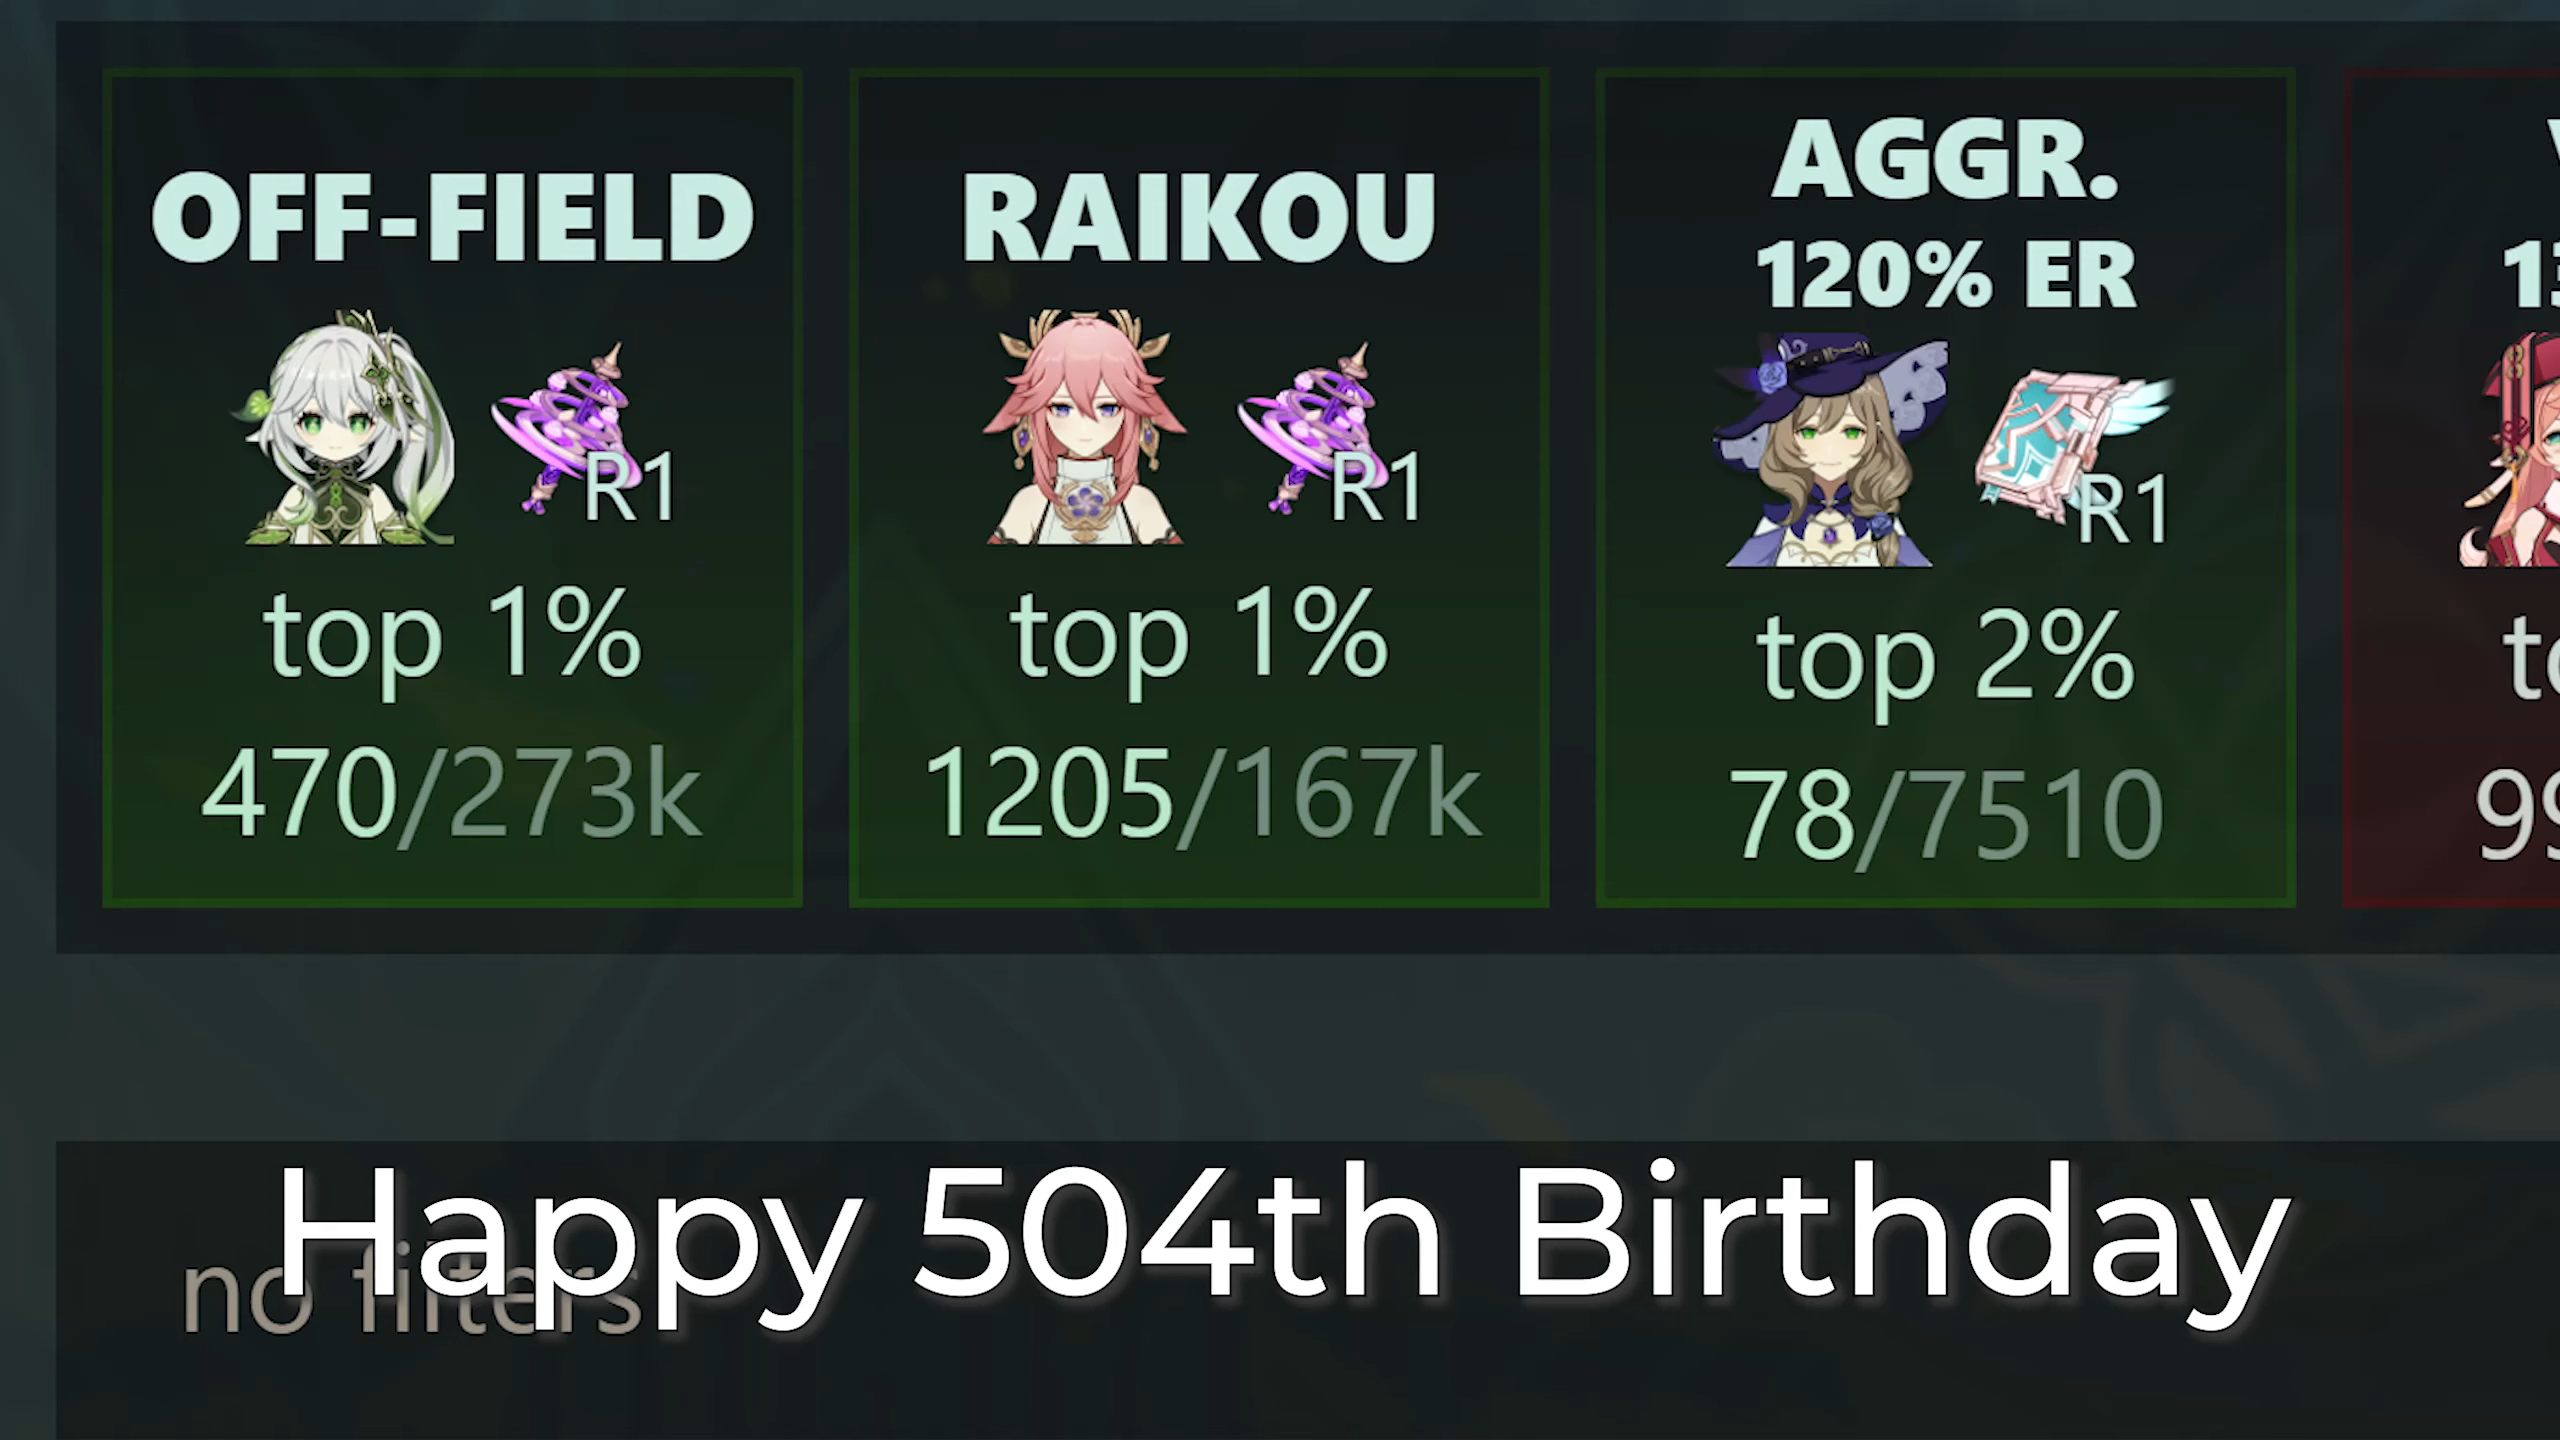 OFF-FIELD
R1
top 1%
470/273k
RAIKOU
R1
top 1%
1205/167k
AGGR.
120% ER
R1
top 2%
78/7510
Happy 504th Birthday
no filters